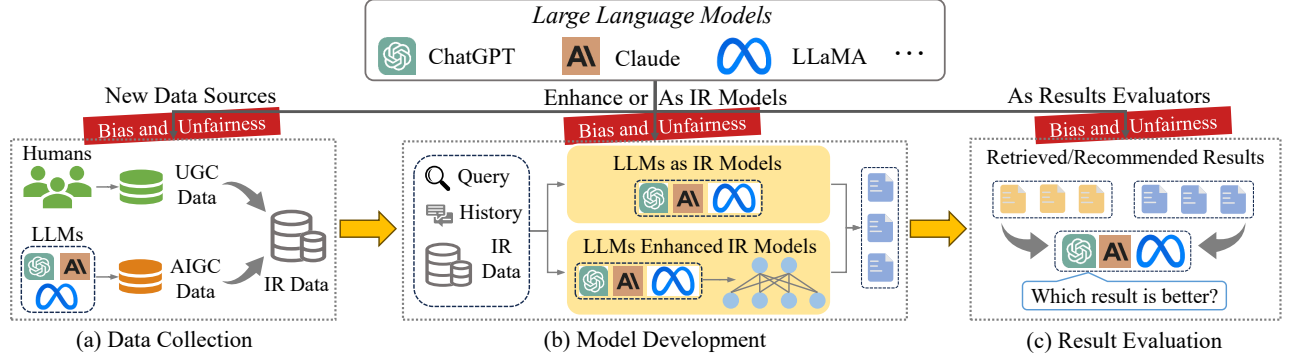 Large Language Models
ChatGPT
Claude
LLaMA
...
New Data Sources
Enhance or As IR Models
As Results Evaluators
Bias and Unfairness
Bias and Unfairness
Bias and Unfairness
Humans
UGC
Data
LLMs
AIGC
Data
IR Data
Query
History
IR
Data
LLMs as IR Models
LLMs Enhanced IR Models
Retrieved/Recommended Results
Which result is better?
(a) Data Collection
(b) Model Development
(c) Result Evaluation